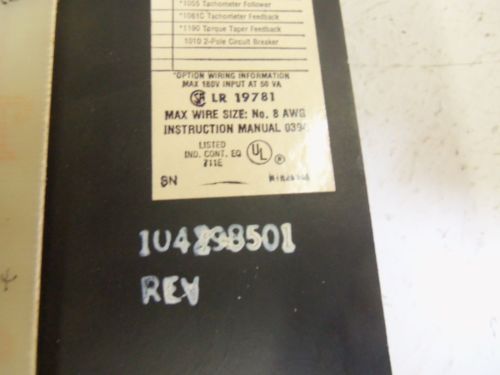 *1055 Tachometer Follower
*1061C Tachometer Feedback
*1190 Torque Taper Feedback
1010 2-Pole Circuit Breaker
*OPTION WIRING INFORMATION
MAX 180V INPUT AT 50 VA
LR 19781
MAX WIRE SIZE: No. 8 AWG
INSTRUCTION MANUAL
LISTED
IND. CONT. EQ
711E
UL ®
BN
REV